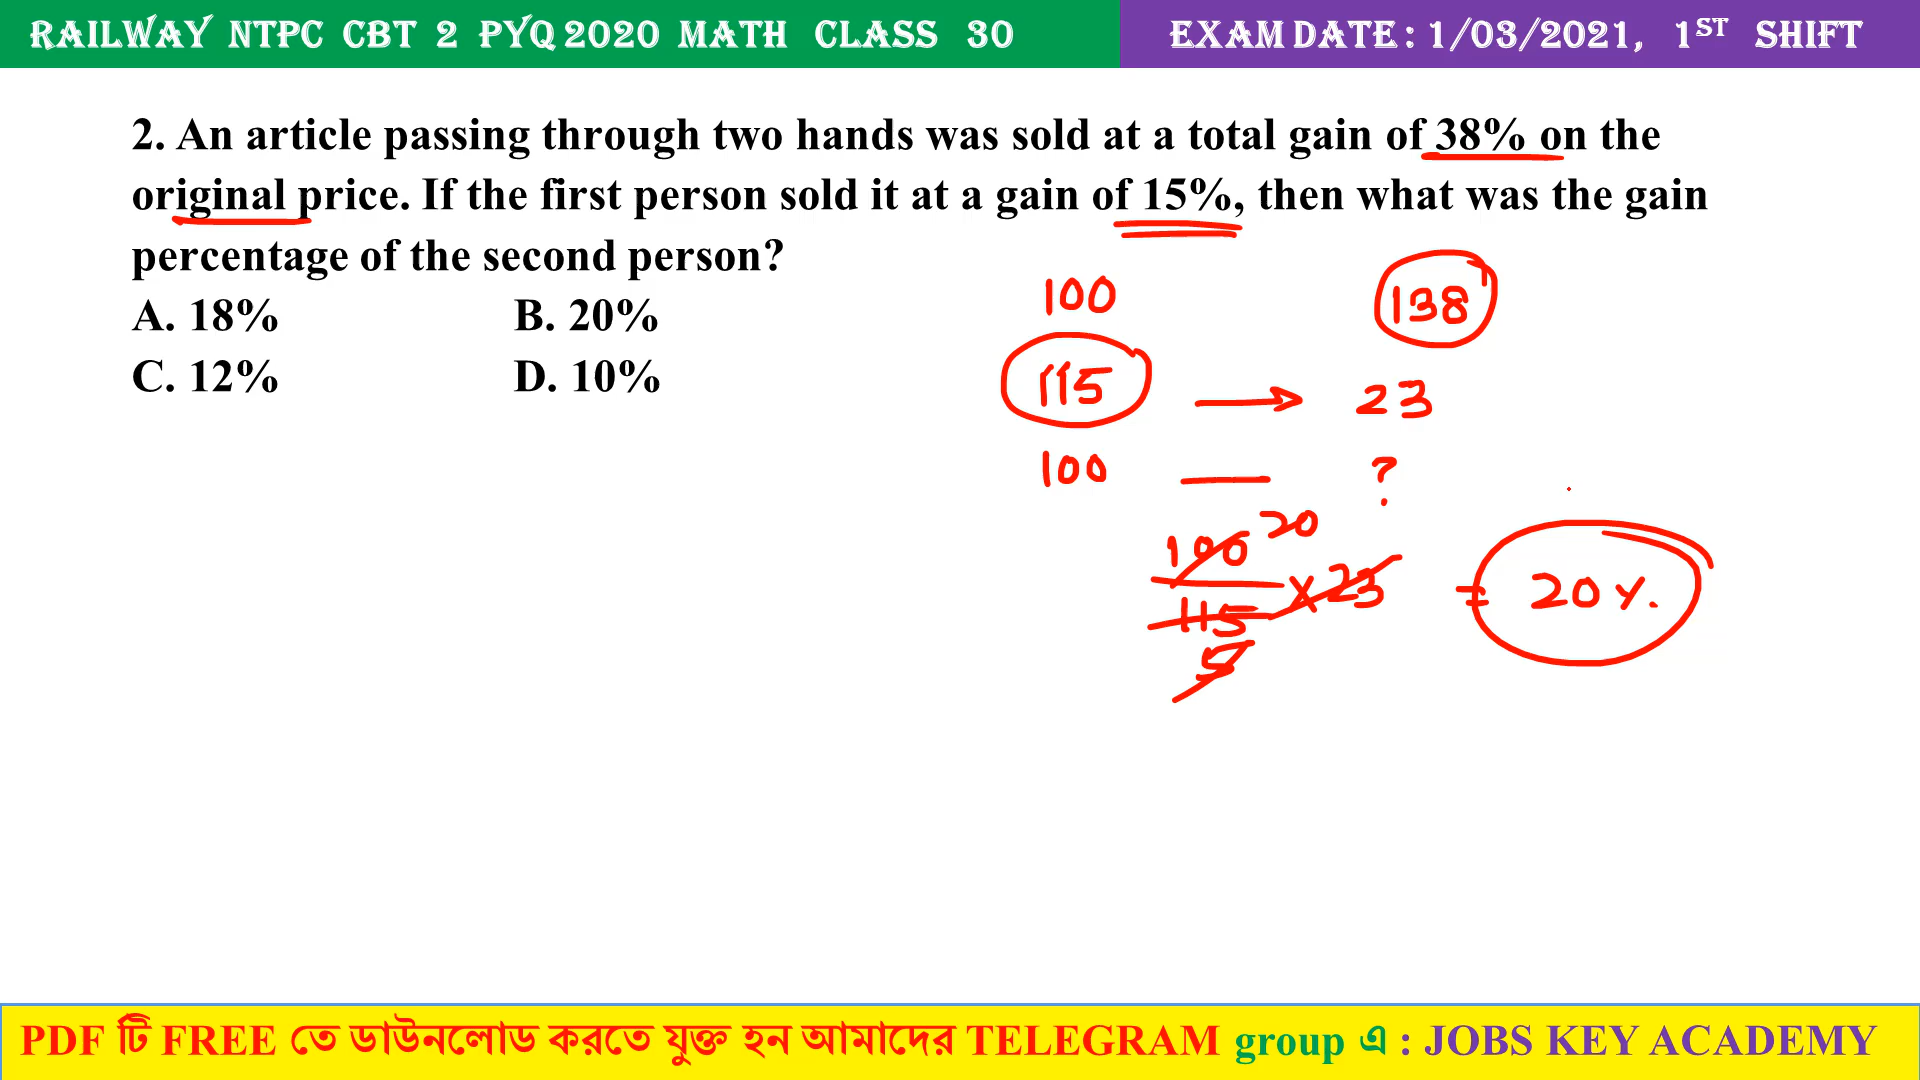 RAILWAY NTPC CBT 2 PYQ 2020 MATH CLASS 30
EXAM DATE : 1/03/2021, 1ST SHIFT
2. An article passing through two hands was sold at a total gain of 38% on the
original price. If the first person sold it at a gain of 15%, then what was the gain
percentage of the second person?
A. 18% B. 20%
C. 12% D. 10%
100 138
115 → 23
100 — ?
100 20
115 × 23 = 20%.
5
PDF টি FREE তে ডাউনলোড করতে যুক্ত হন আমাদের TELEGRAM group এ : JOBS KEY ACADEMY